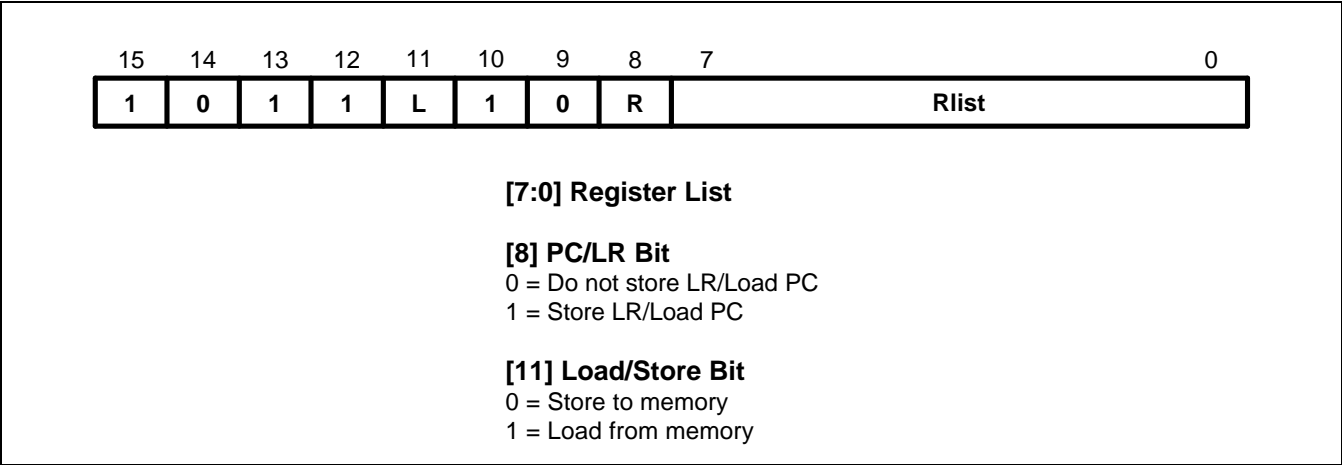 15 14 13 12 11 10 9 8 7 0
1 0 1 1 L 1 0 R Rlist
[7:0] Register List
[8] PC/LR Bit
0 = Do not store LR/Load PC
1 = Store LR/Load PC
[11] Load/Store Bit
0 = Store to memory
1 = Load from memory